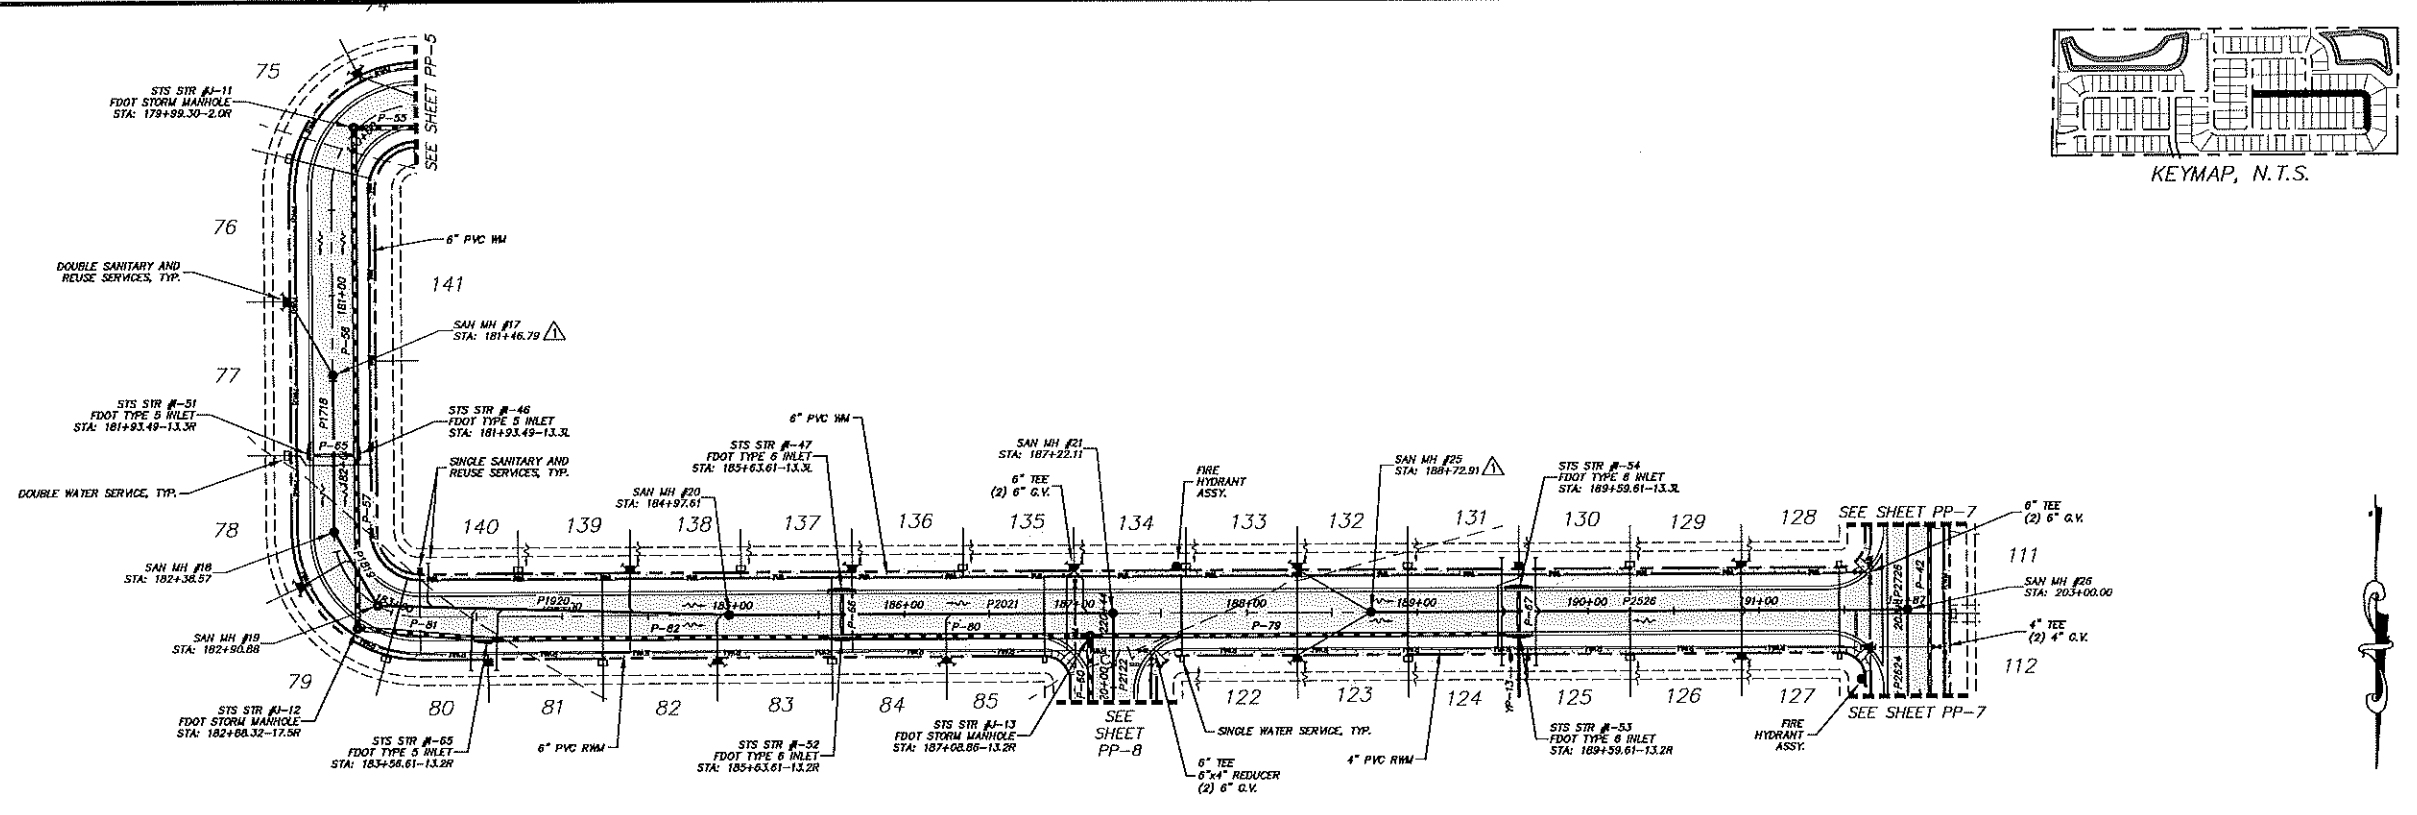 74
75
STS STR #J-11
FDOT STORM MANHOLE
STA: 179+99.30-2.0R
P-55
SEE SHEET PP-5
KEYMAP, N.T.S.
76
6" PVC WM
DOUBLE SANITARY AND
REUSE SERVICES, TYP.
141
181+00
P-56
SAN MH #17
STA: 181+46.79
1
77
P1718
STS STR #I-51
FDOT TYPE 5 INLET
STA: 181+93.49-13.3R
P-65
STS STR #I-46
FDOT TYPE 5 INLET
STA: 181+93.49-13.3L
182+00
DOUBLE WATER SERVICE, TYP.
SINGLE SANITARY AND
REUSE SERVICES, TYP.
P-57
78
SAN MH #18
STA: 182+38.57
P1819
SAN MH #19
STA: 182+90.88
79
STS STR #J-12
FDOT STORM MANHOLE
STA: 182+88.32-17.5R
P-81
STS STR #I-65
FDOT TYPE 5 INLET
STA: 183+56.61-13.2R
6" PVC WM
STS STR #I-47
FDOT TYPE 6 INLET
STA: 185+63.61-13.3L
SAN MH #20
STA: 184+97.61
SAN MH #21
STA: 187+22.11
6" TEE
(2) 6" G.V.
FIRE
HYDRANT
ASSY.
SAN MH #25
STA: 188+72.91
1
STS STR #I-54
FDOT TYPE 6 INLET
STA: 189+59.61-13.3L
140
139
138
137
136
135
134
133
132
131
130
129
128
SEE SHEET PP-7
6" TEE
(2) 6" G.V.
111
P1920
185+00
P-82
P-66
186+00
P2021
P-80
187+00
188+00
P-79
189+00
P-67
190+00
P2526
191+00
P2726
P-42
P-87
SAN MH #26
STA: 203+00.00
4" TEE
(2) 4" G.V.
P2624
112
80
81
82
83
84
85
P-60
P2122
122
123
124
YP-13
125
126
127
SEE SHEET PP-7
6" PVC RWM
STS STR #I-52
FDOT TYPE 6 INLET
STA: 185+63.61-13.2R
STS STR #J-13
FDOT STORM MANHOLE
STA: 187+08.86-13.2R
SEE
SHEET
PP-8
SINGLE WATER SERVICE, TYP.
6" TEE
6"x4" REDUCER
(2) 6" G.V.
4" PVC RWM
STS STR #I-53
FDOT TYPE 6 INLET
STA: 189+59.61-13.2R
FIRE
HYDRANT
ASSY.